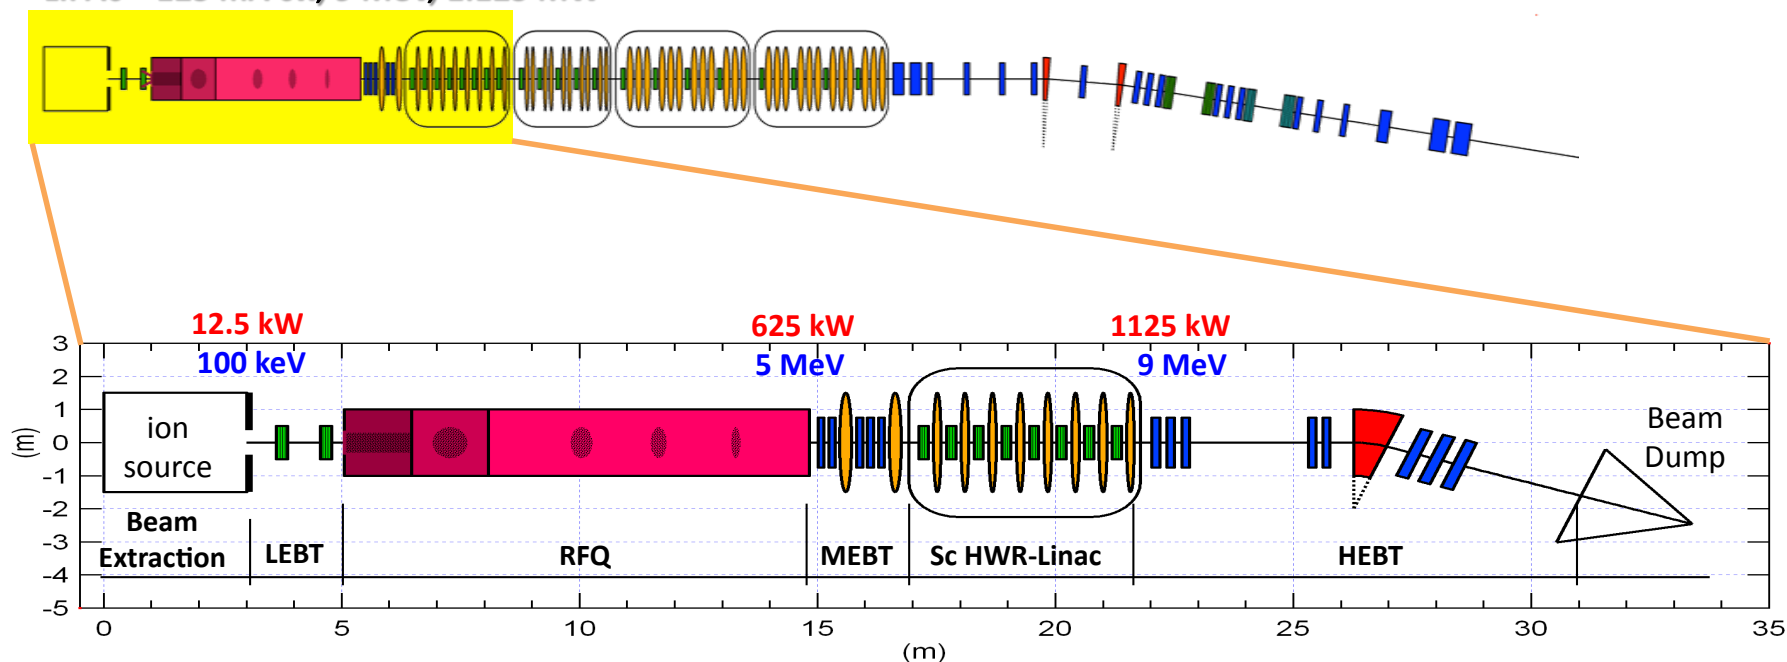 12.5 kW
625 kW
1125 kW
100 keV
5 MeV
9 MeV
3
2
1
0
-1
-2
-3
-4
-5
(m)
ion
source
Beam
Dump
Beam
Extraction
LEBT
RFQ
MEBT
Sc HWR-Linac
HEBT
0
5
10
15
20
25
30
35
(m)